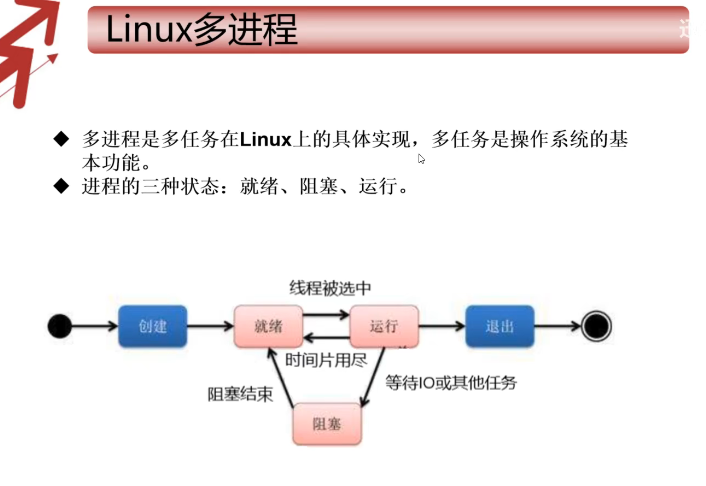 Linux多进程
多进程是多任务在Linux上的具体实现，多任务是操作系统的基
本功能。
进程的三种状态：就绪、阻塞、运行。
线程被选中
创建
就绪
运行
退出
时间片用尽
阻塞结束
等待IO或其他任务
阻塞